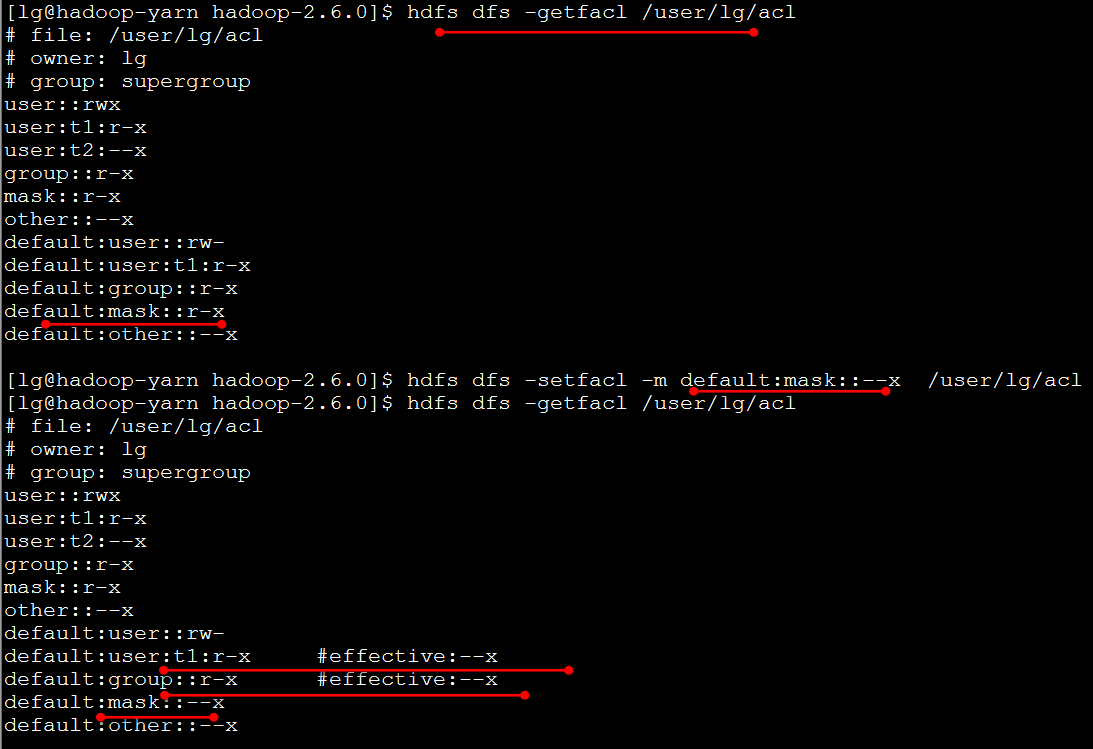 [lg@hadoop-yarn hadoop-2.6.0]$ hdfs dfs -getfacl /user/lg/acl
# file: /user/lg/acl
# owner: lg
# group: supergroup
user::rwx
user:t1:r-x
user:t2:--x
group::r-x
mask::r-x
other::--x
default:user::rw-
default:user:t1:r-x
default:group::r-x
default:mask::r-x
default:other::--x

[lg@hadoop-yarn hadoop-2.6.0]$ hdfs dfs -setfacl -m default:mask::--x  /user/lg/acl
[lg@hadoop-yarn hadoop-2.6.0]$ hdfs dfs -getfacl /user/lg/acl
# file: /user/lg/acl
# owner: lg
# group: supergroup
user::rwx
user:t1:r-x
user:t2:--x
group::r-x
mask::r-x
other::--x
default:user::rw-
default:user:t1:r-x      #effective:--x
default:group::r-x       #effective:--x
default:mask::--x
default:other::--x